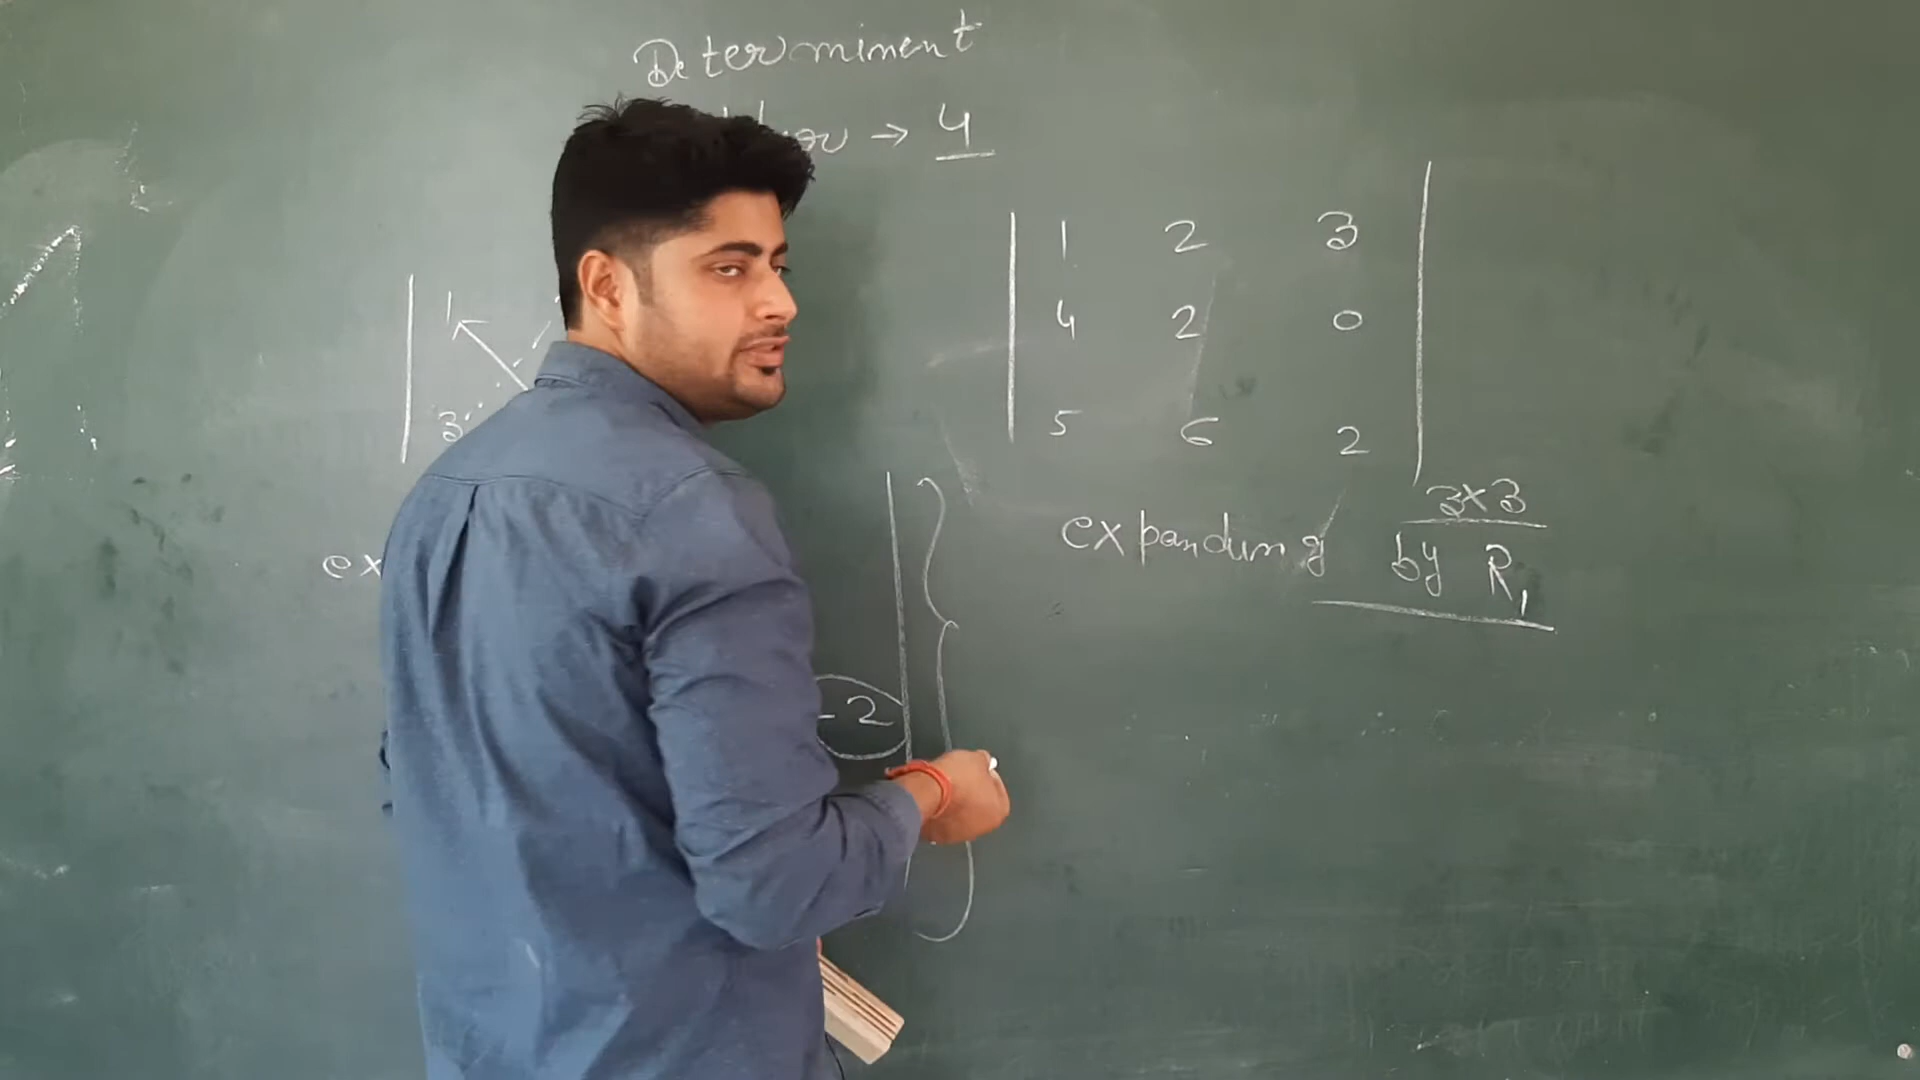 Determinent
→ 4
1
3
ex
- 2
1 2 3
4 2 0
5 6 2
3×3
expanding by R₁